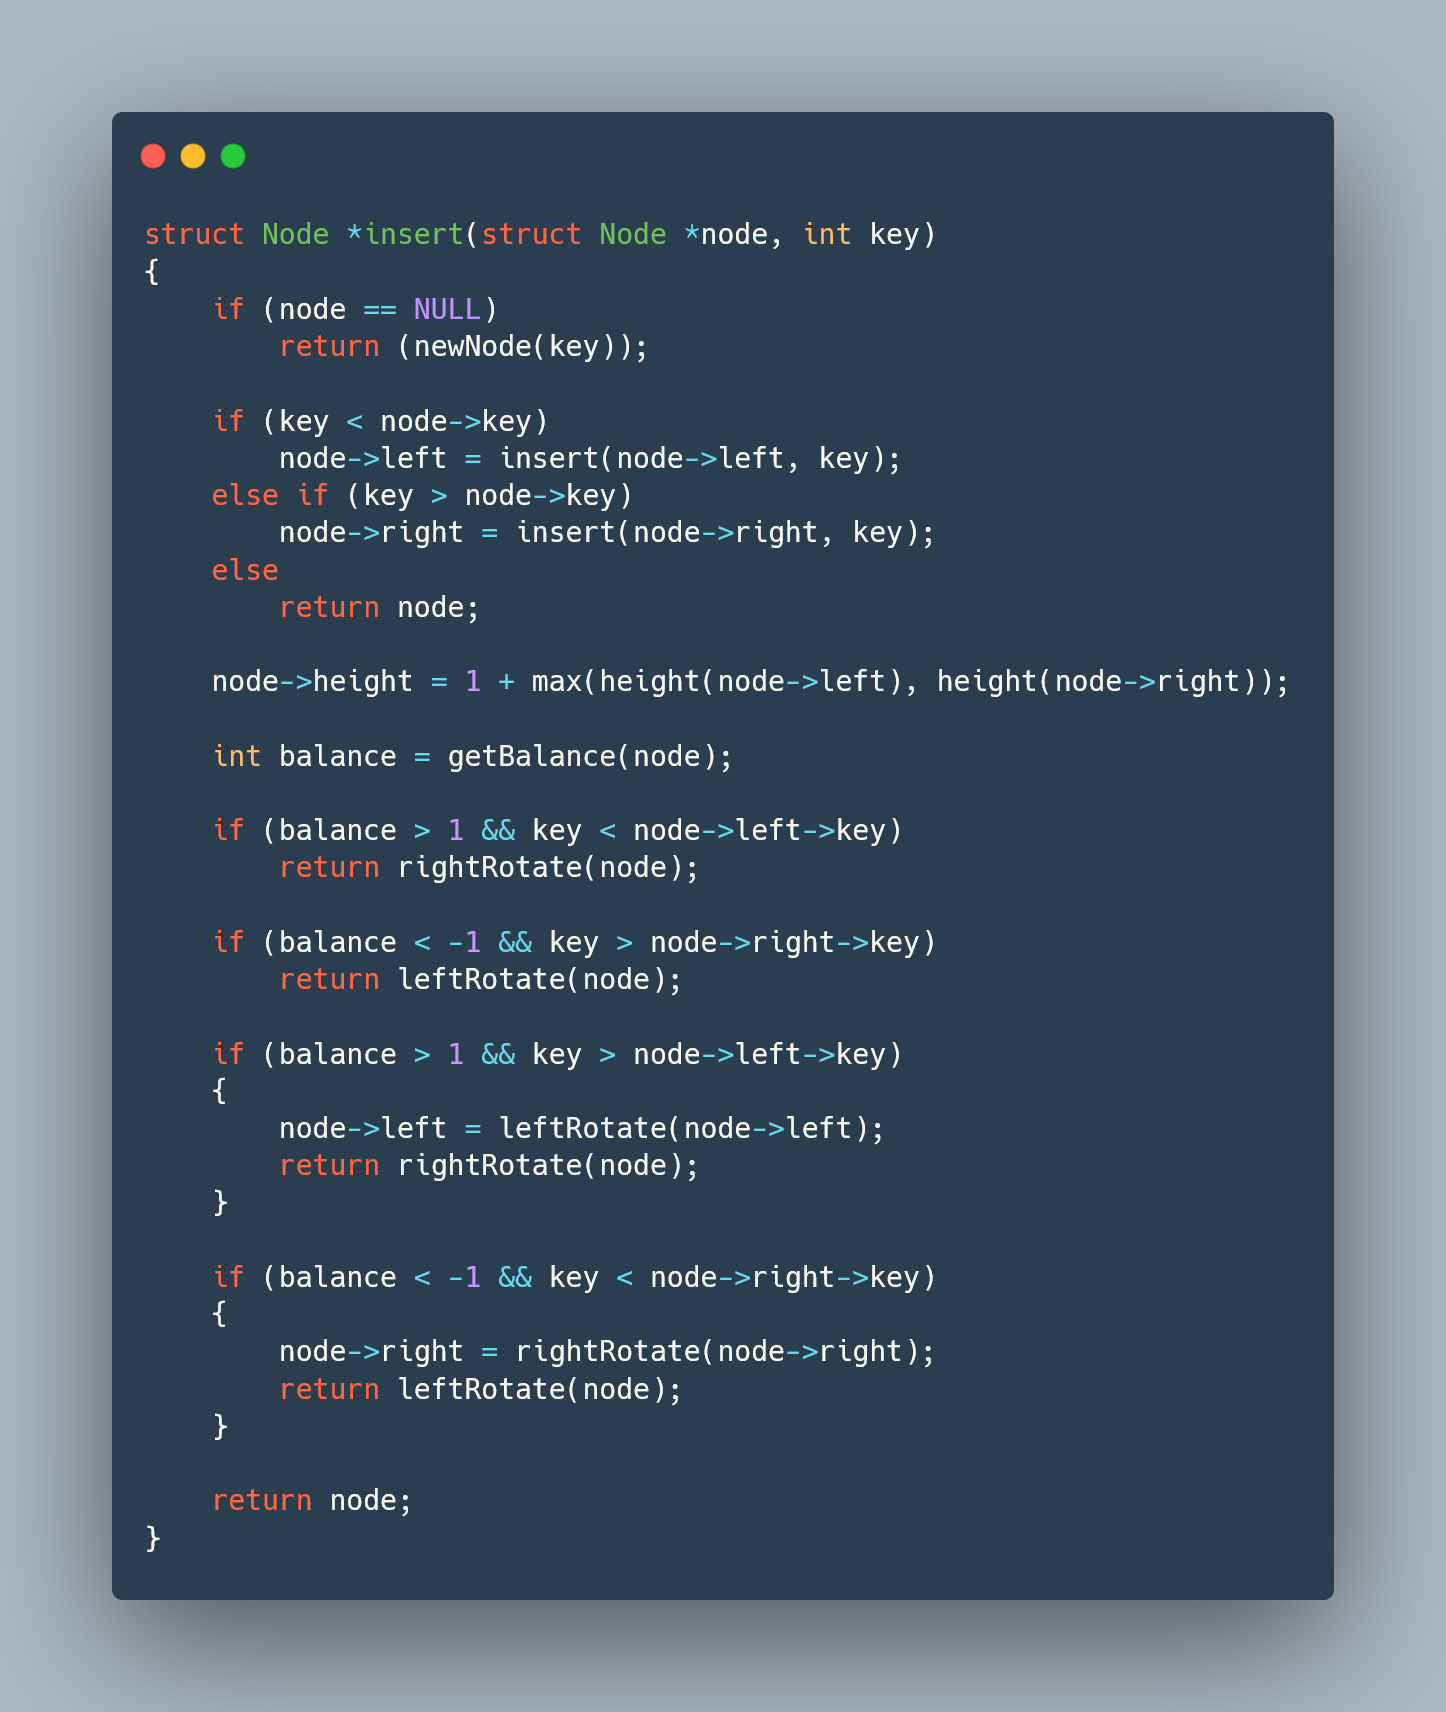 struct Node *insert(struct Node *node, int key)
{
    if (node == NULL)
        return (newNode(key));

    if (key < node->key)
        node->left = insert(node->left, key);
    else if (key > node->key)
        node->right = insert(node->right, key);
    else
        return node;

    node->height = 1 + max(height(node->left), height(node->right));

    int balance = getBalance(node);

    if (balance > 1 && key < node->left->key)
        return rightRotate(node);

    if (balance < -1 && key > node->right->key)
        return leftRotate(node);

    if (balance > 1 && key > node->left->key)
    {
        node->left = leftRotate(node->left);
        return rightRotate(node);
    }

    if (balance < -1 && key < node->right->key)
    {
        node->right = rightRotate(node->right);
        return leftRotate(node);
    }

    return node;
}